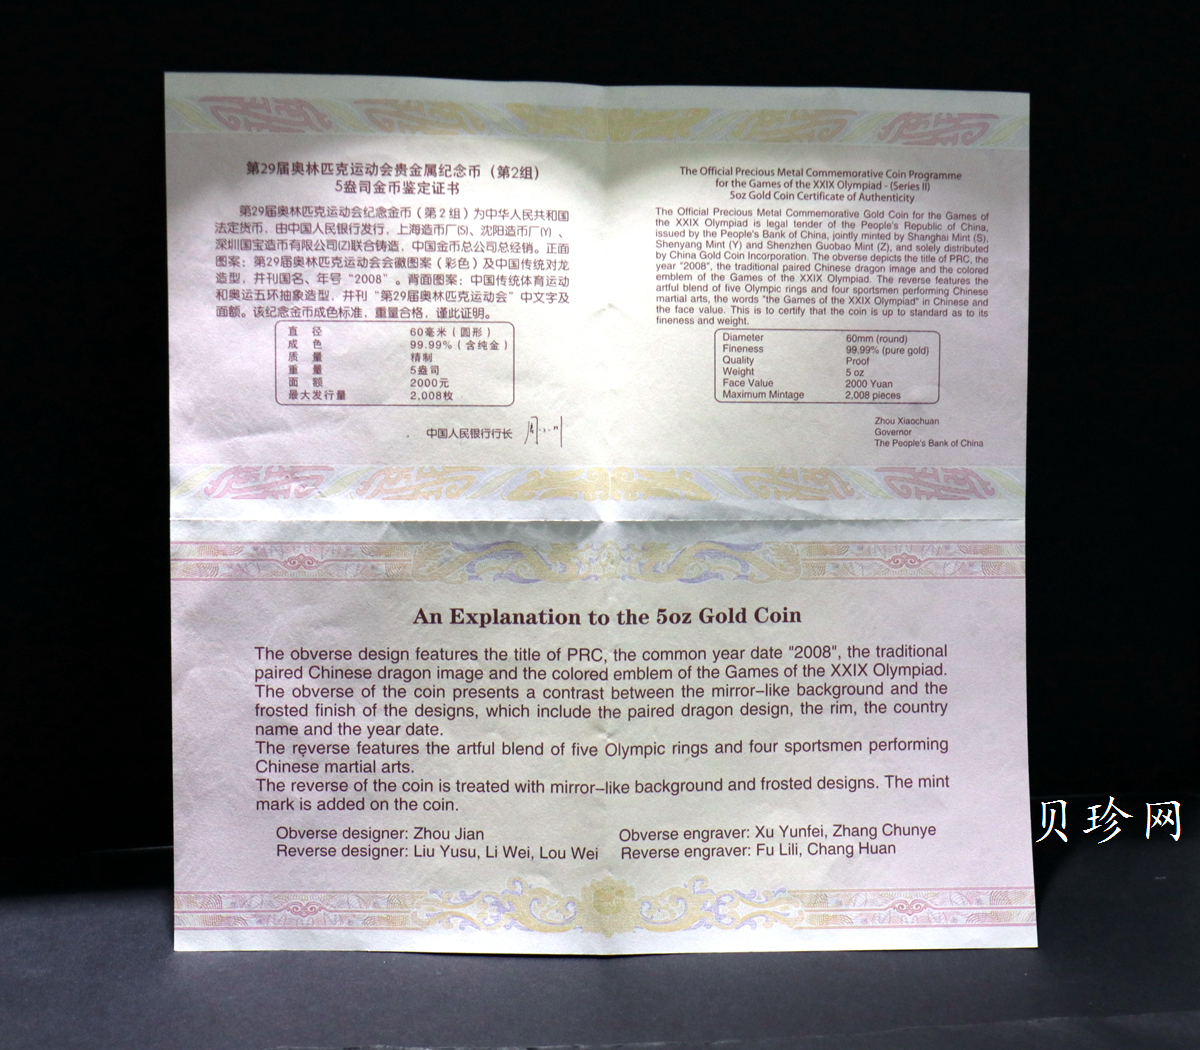 第29届奥林匹克运动会贵金属纪念币（第2组）
5盎司金币鉴定证书
第29届奥林匹克运动会纪念金币（第2组）为中华人民共和国
法定货币，由中国人民银行发行，上海造币厂(S)、沈阳造币厂(Y)、
深圳国宝造币有限公司(Z)联合铸造，中国金币总公司总经销。正面
图案：第29届奥林匹克运动会会徽图案（彩色）及中国传统对龙
造型，并刊国名、年号“2008”。背面图案：中国传统体育运动
和奥运五环抽象造型，并刊“第29届奥林匹克运动会”中文字及
面额。该纪念金币成色标准，重量合格，谨此证明。
直 径 60毫米（圆形）
成 色 99.99%（含纯金）
质 量 精制
重 量 5盎司
面 额 2000元
最大发行量 2,008枚
中国人民银行行长
The Official Precious Metal Commemorative Coin Programme
for the Games of the XXIX Olympiad - (Series II)
5oz Gold Coin Certificate of Authenticity
The Official Precious Metal Commemorative Gold Coin for the Games of
the XXIX Olympiad is legal tender of the People's Republic of China,
issued by the People's Bank of China, jointly minted by Shanghai Mint (S),
Shenyang Mint (Y) and Shenzhen Guobao Mint (Z), and solely distributed
by China Gold Coin Incorporation. The obverse depicts the title of PRC, the
year "2008", the traditional paired Chinese dragon image and the colored
emblem of the Games of the XXIX Olympiad. The reverse features the
artful blend of five Olympic rings and four sportsmen performing Chinese
martial arts, the words "the Games of the XXIX Olympiad" in Chinese and
the face value. This is to certify that the coin is up to standard as to its
fineness and weight.
Diameter 60mm (round)
Fineness 99.99% (pure gold)
Quality Proof
Weight 5 oz
Face Value 2000 Yuan
Maximum Mintage 2,008 pieces
Zhou Xiaochuan
Governor
The People's Bank of China
An Explanation to the 5oz Gold Coin
The obverse design features the title of PRC, the common year date "2008", the traditional
paired Chinese dragon image and the colored emblem of the Games of the XXIX Olympiad.
The obverse of the coin presents a contrast between the mirror-like background and the
frosted finish of the designs, which include the paired dragon design, the rim, the country
name and the year date.
The reverse features the artful blend of five Olympic rings and four sportsmen performing
Chinese martial arts.
The reverse of the coin is treated with mirror-like background and frosted designs. The mint
mark is added on the coin.
Obverse designer: Zhou Jian Obverse engraver: Xu Yunfei, Zhang Chunye
Reverse designer: Liu Yusu, Li Wei, Lou Wei Reverse engraver: Fu Lili, Chang Huan
贝珍网